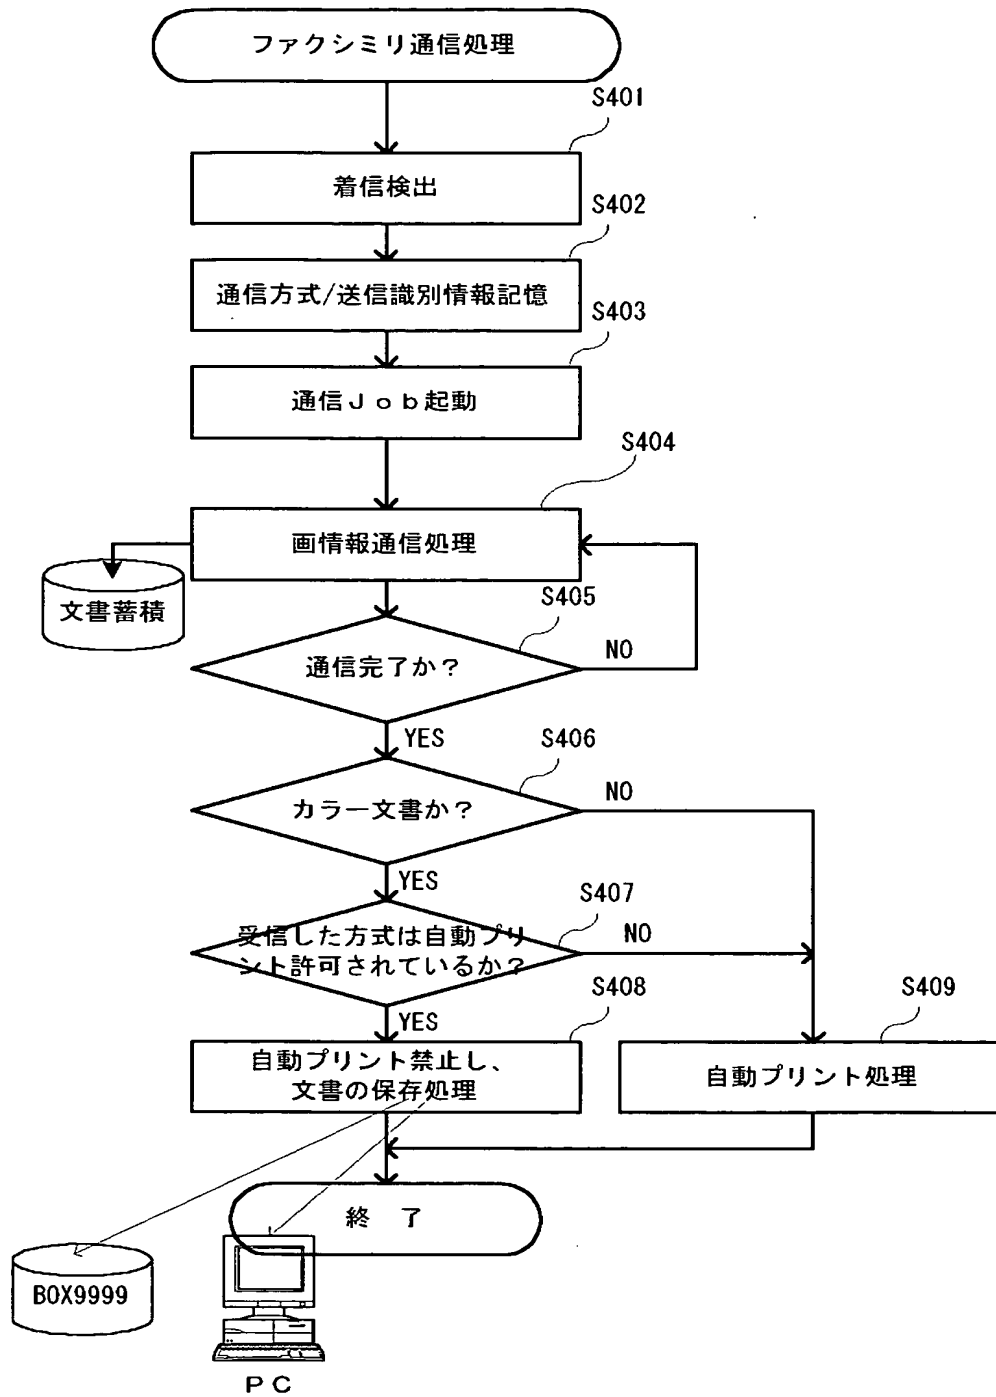 ファクシミリ通信処理
S401
着信検出
S402
通信方式/送信識別情報記憶
S403
通信Ｊｏｂ起動
S404
画情報通信処理
文書蓄積
S405
通信完了か？
NO
YES
S406
カラー文書か？
NO
YES
S407
受信した方式は自動プリ
ント許可されているか？
NO
YES
S408
自動プリント禁止し、
文書の保存処理
S409
自動プリント処理
終 了
BOX9999
ＰＣ